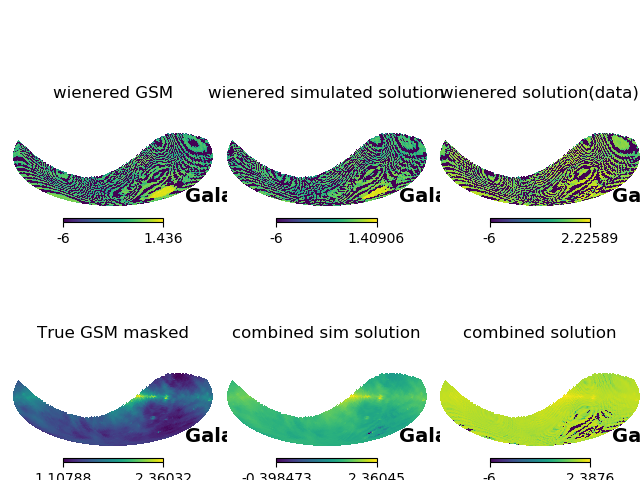 wienered GSM
wienered simulated solution
wienered solution(data)
Gala
Gala
Ga
-6
1.436
-6
1.40906
-6
2.22589
True GSM masked
combined sim solution
combined solution
Gala
Gala
Ga
1.10788
2.36032
-0.398473
2.36045
-6
2.3876